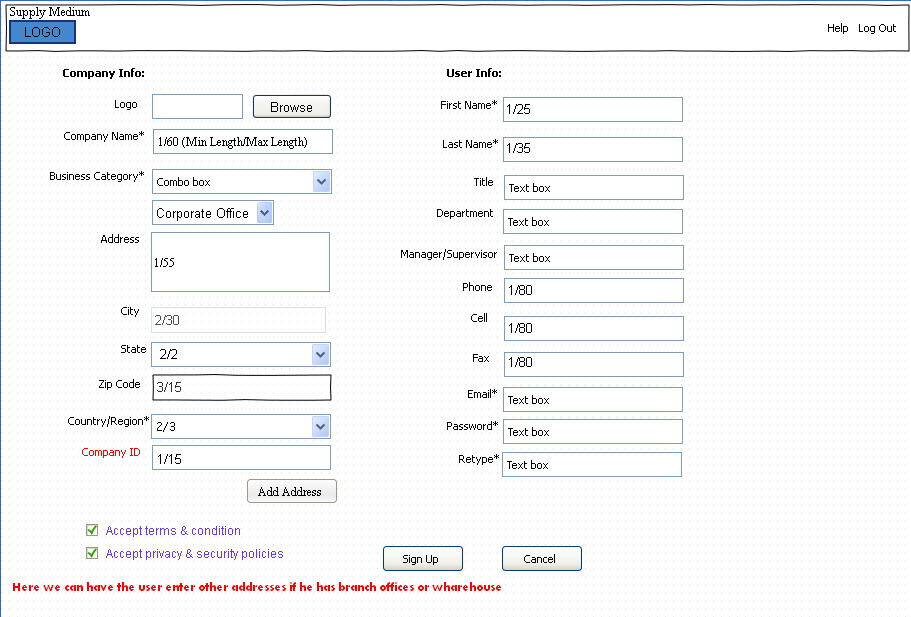 Supply Medium
LOGO
Help Log Out
Company Info:
Logo
Browse
Company Name*
1/60 (Min Length/Max Length)
Business Category*
Combo box
Corporate Office
Address
1/55
City
2/30
State
2/2
Zip Code
3/15
Country/Region*
2/3
Company ID
1/15
Add Address
User Info:
First Name*
1/25
Last Name*
1/35
Title
Text box
Department
Text box
Manager/Supervisor
Text box
Phone
1/80
Cell
1/80
Fax
1/80
Email*
Text box
Password*
Text box
Retype*
Text box
Accept terms & condition
Accept privacy & security policies
Sign Up
Cancel
Here we can have the user enter other addresses if he has branch offices or wharehouse